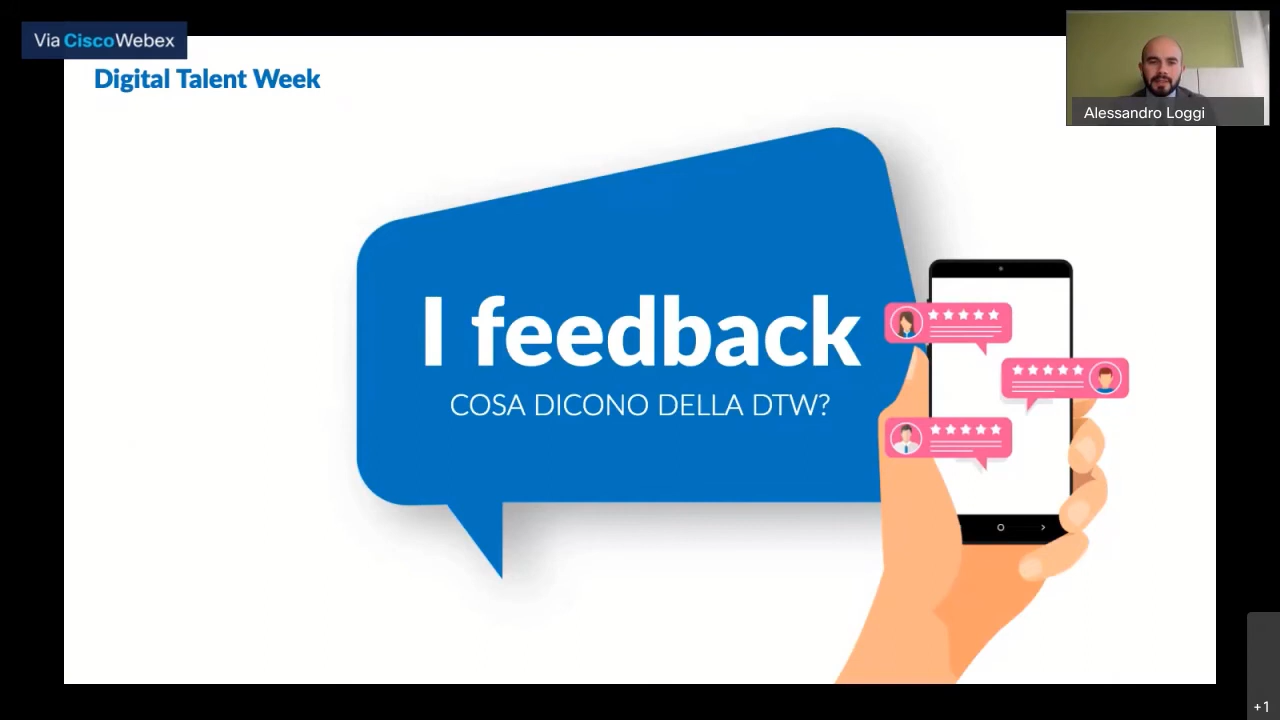 Via CiscoWebex
Digital Talent Week
Alessandro Loggi
I feedback
COSA DICONO DELLA DTW?
+1